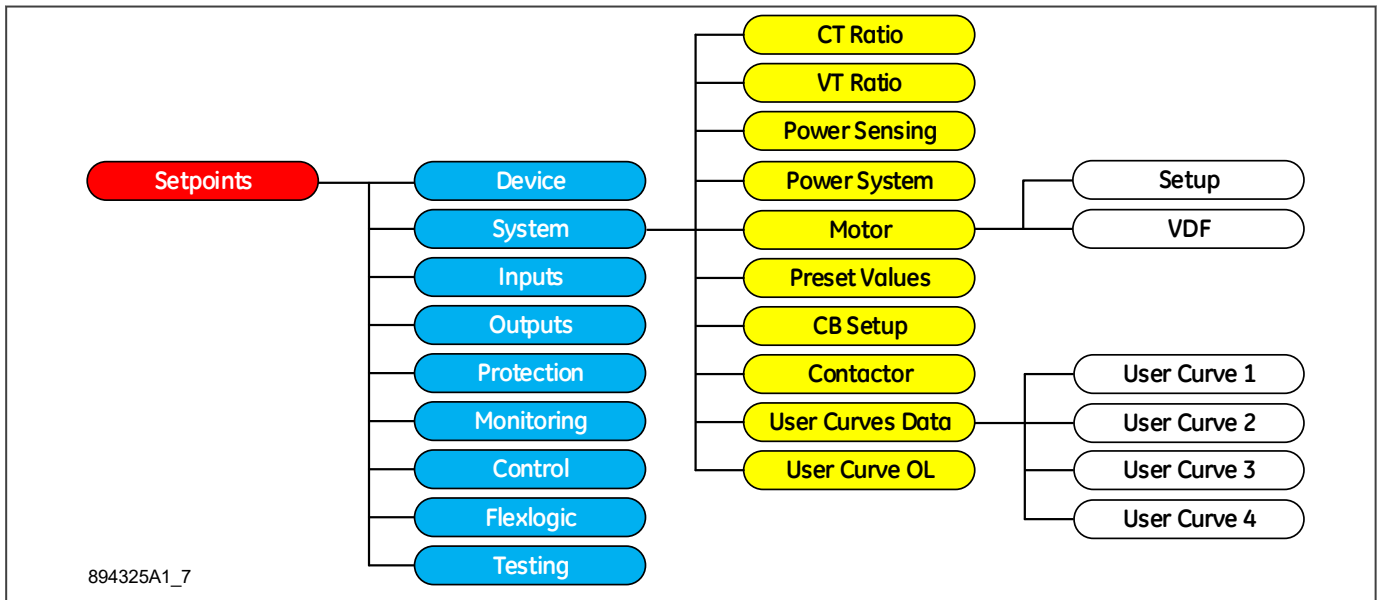 Setpoints
Device
System
Inputs
Outputs
Protection
Monitoring
Control
Flexlogic
Testing
CT Ratio
VT Ratio
Power Sensing
Power System
Motor
Preset Values
CB Setup
Contactor
User Curves Data
User Curve OL
Setup
VDF
User Curve 1
User Curve 2
User Curve 3
User Curve 4
894325A1_7